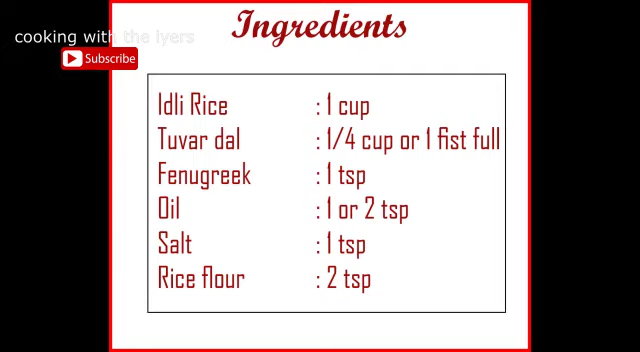 Ingredients
cooking with the iyers
Subscribe
Idli Rice : 1 cup
Tuvar dal : 1/4 cup or 1 fist full
Fenugreek : 1 tsp
Oil : 1 or 2 tsp
Salt : 1 tsp
Rice flour : 2 tsp